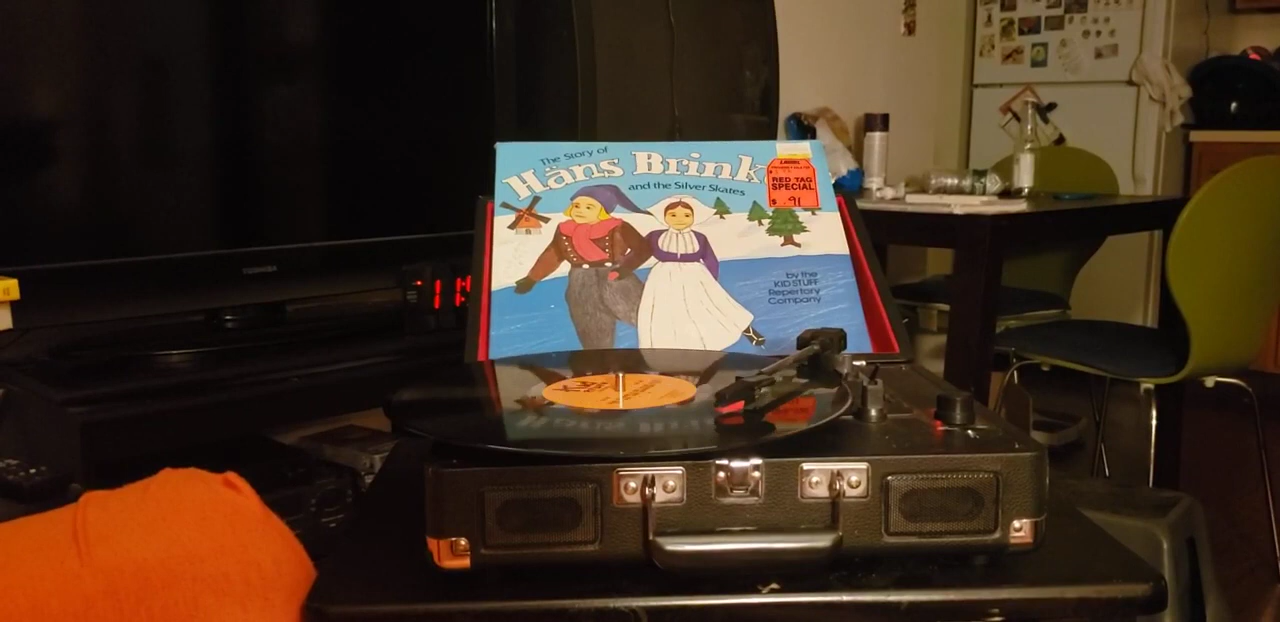 The Story of
Häns Brink
and the Silver Skates
RED TAG
SPECIAL
$ .91
by the
KID STUFF
Repertory
Company
TOSHIBA